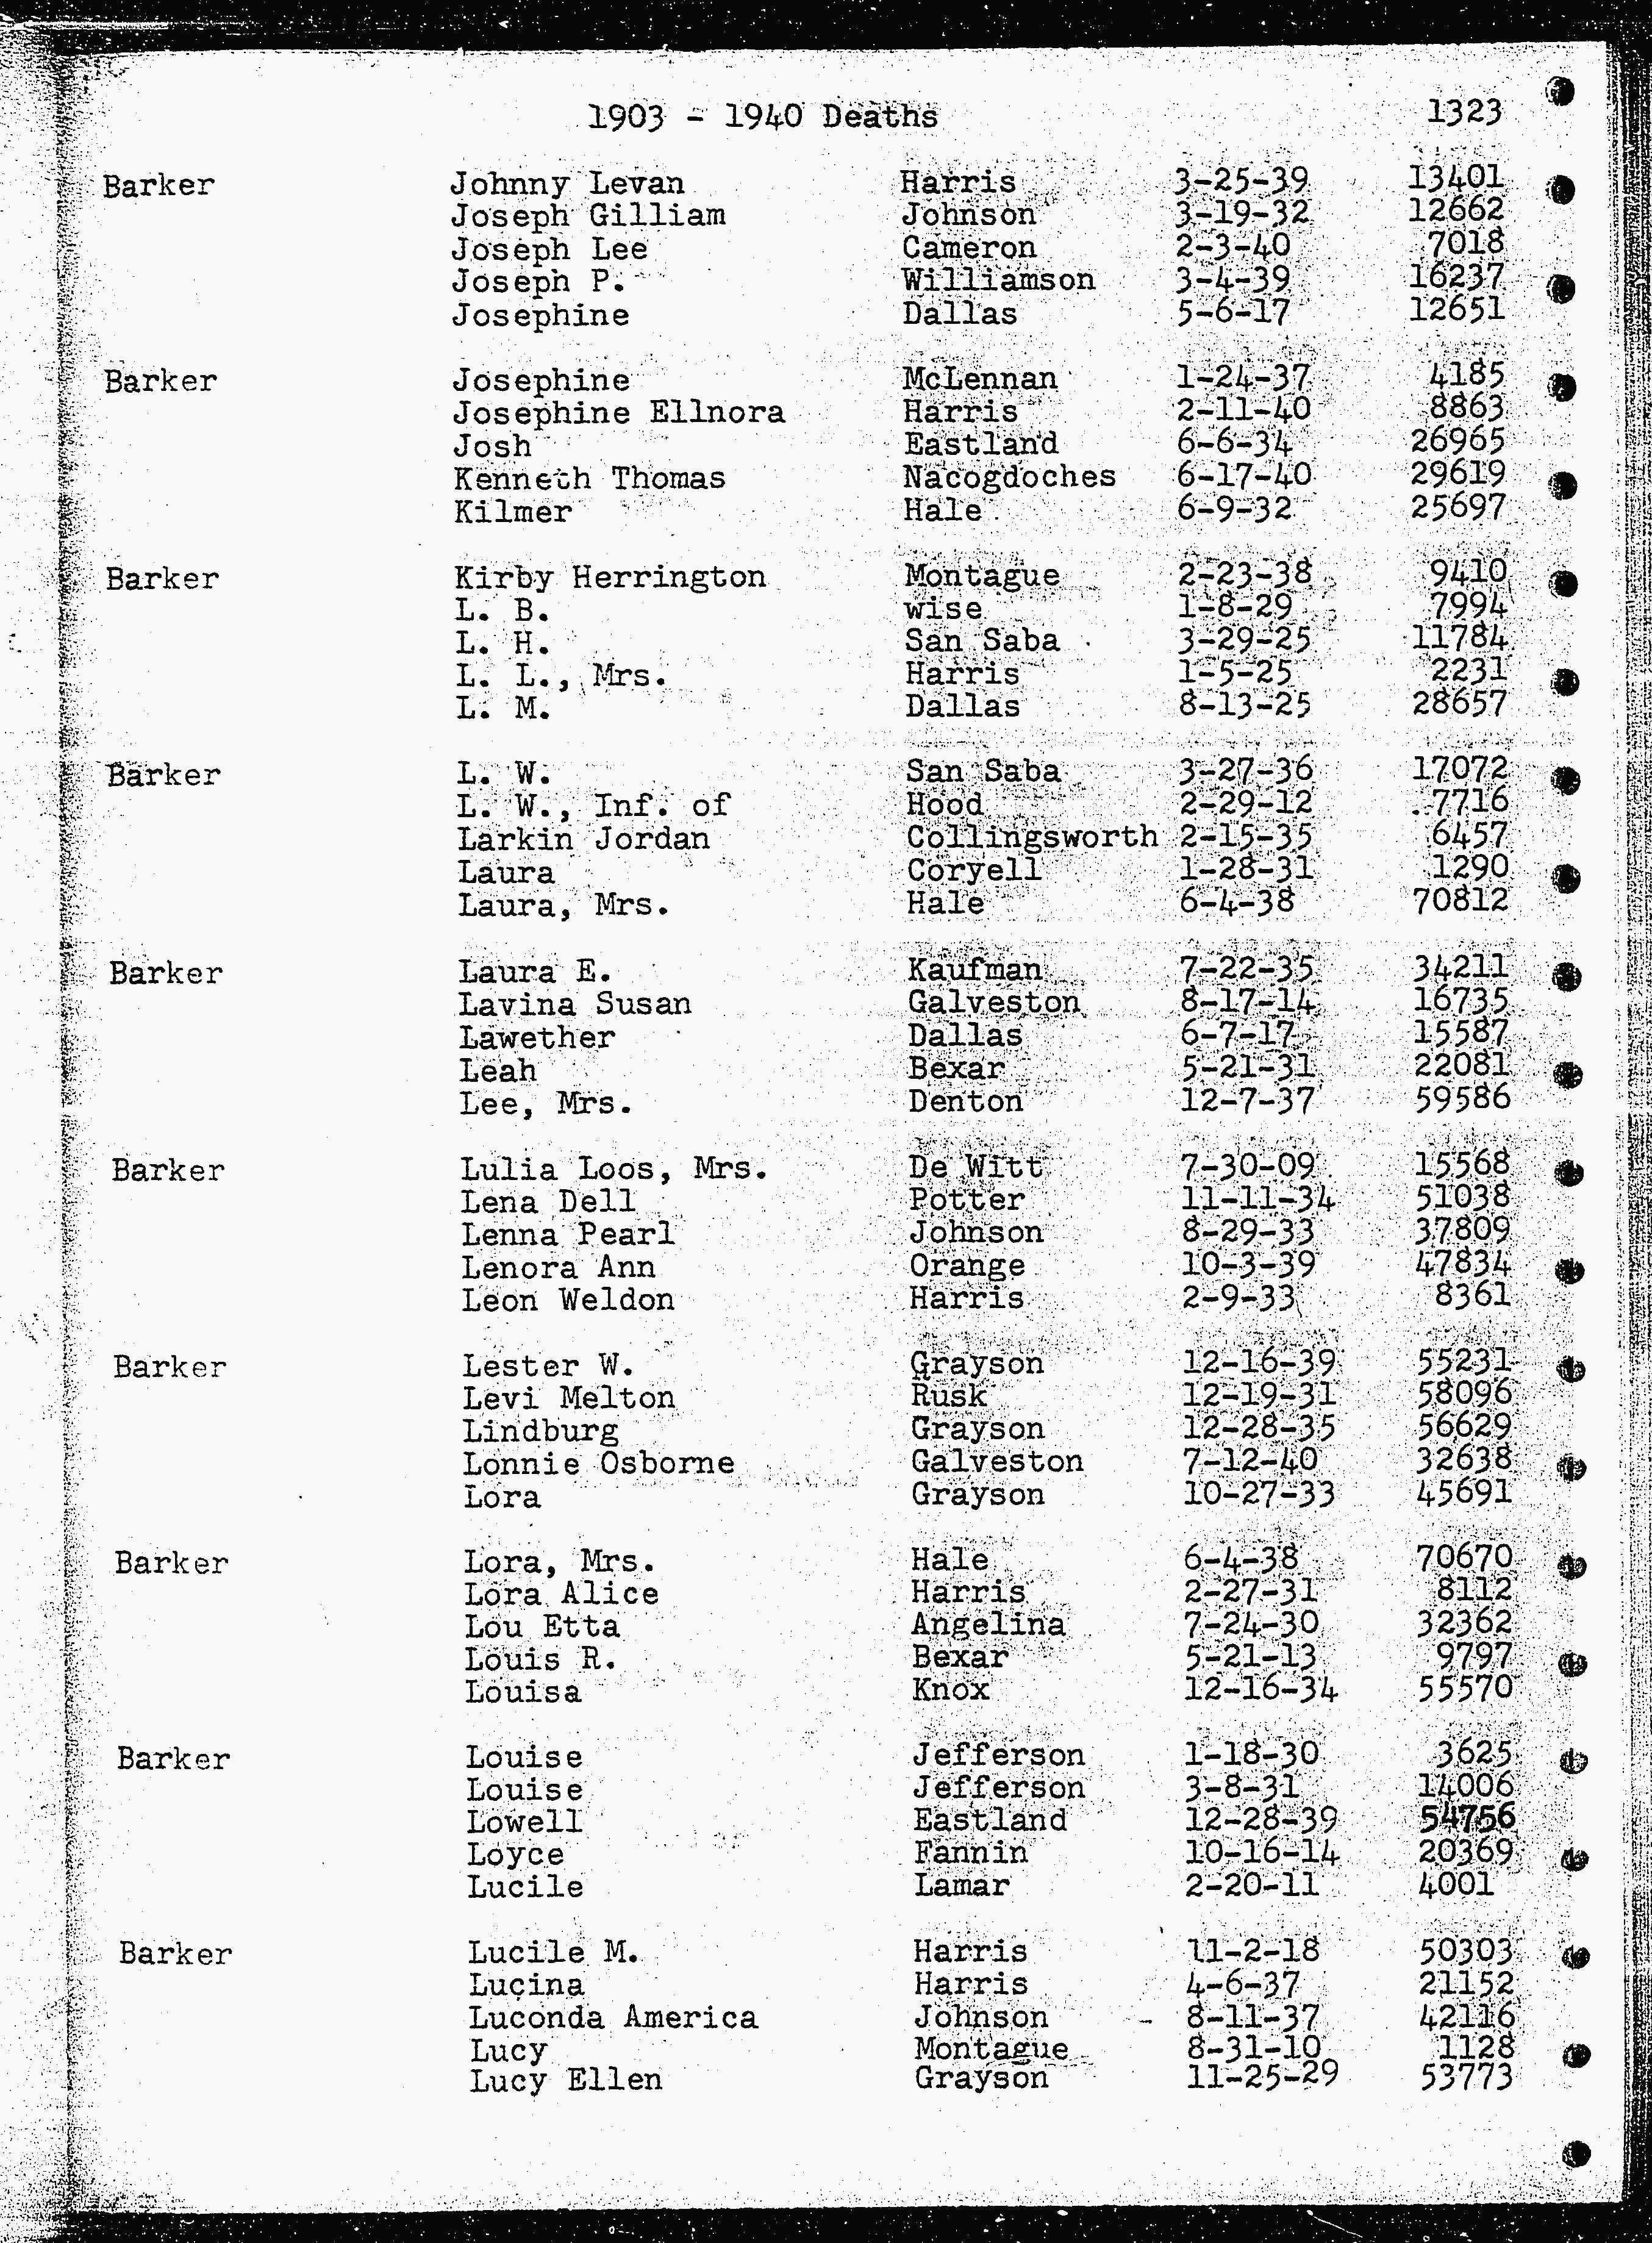 1903 - 1940 Deaths 1323
Barker Johnny Levan Harris 3-25-39 13401
Joseph Gilliam Johnson 3-19-32 12662
Joseph Lee Cameron 2-3-40 7018
Joseph P. Williamson 3-4-39 16237
Josephine Dallas 5-6-17 12651
Barker Josephine McLennan 1-24-37 4185
Josephine Ellnora Harris 2-11-40 8863
Josh Eastland 6-6-34 26965
Kenneth Thomas Nacogdoches 6-17-40 29619
Kilmer Hale 6-9-32 25697
Barker Kirby Herrington Montague 2-23-38 9410
L. B. wise 1-8-29 7994
L. H. San Saba 3-29-25 11784
L. L., Mrs. Harris 1-5-25 2231
L. M. Dallas 8-13-25 28657
Barker L. W. San Saba 3-27-36 17072
L. W., Inf. of Hood 2-29-12 7716
Larkin Jordan Collingsworth 2-15-35 6457
Laura Coryell 1-28-31 1290
Laura, Mrs. Hale 6-4-38 70812
Barker Laura E. Kaufman 7-22-35 34211
Lavina Susan Galveston 8-17-14 16735
Lawether Dallas 6-7-17 15587
Leah Bexar 5-21-31 22081
Lee, Mrs. Denton 12-7-37 59586
Barker Lulia Loos, Mrs. De Witt 7-30-09 15568
Lena Dell Potter 11-11-34 51038
Lenna Pearl Johnson 8-29-33 37809
Lenora Ann Orange 10-3-39 47834
Leon Weldon Harris 2-9-33 8361
Barker Lester W. Grayson 12-16-39 55231
Levi Melton Rusk 12-19-31 58096
Lindburg Grayson 12-28-35 56629
Lonnie Osborne Galveston 7-12-40 32638
Lora Grayson 10-27-33 45691
Barker Lora, Mrs. Hale 6-4-38 70670
Lora Alice Harris 2-27-31 8112
Lou Etta Angelina 7-24-30 32362
Louis R. Bexar 5-21-13 9797
Louisa Knox 12-16-34 55570
Barker Louise Jefferson 1-18-30 3625
Louise Jefferson 3-8-31 14006
Lowell Eastland 12-28-39 54756
Loyce Fannin 10-16-14 20369
Lucile Lamar 2-20-11 4001
Barker Lucile M. Harris 11-2-18 50303
Lucina Harris 4-6-37 21152
Luconda America Johnson - 8-11-37 42116
Lucy Montague 8-31-10 1128
Lucy Ellen Grayson 11-25-29 53773